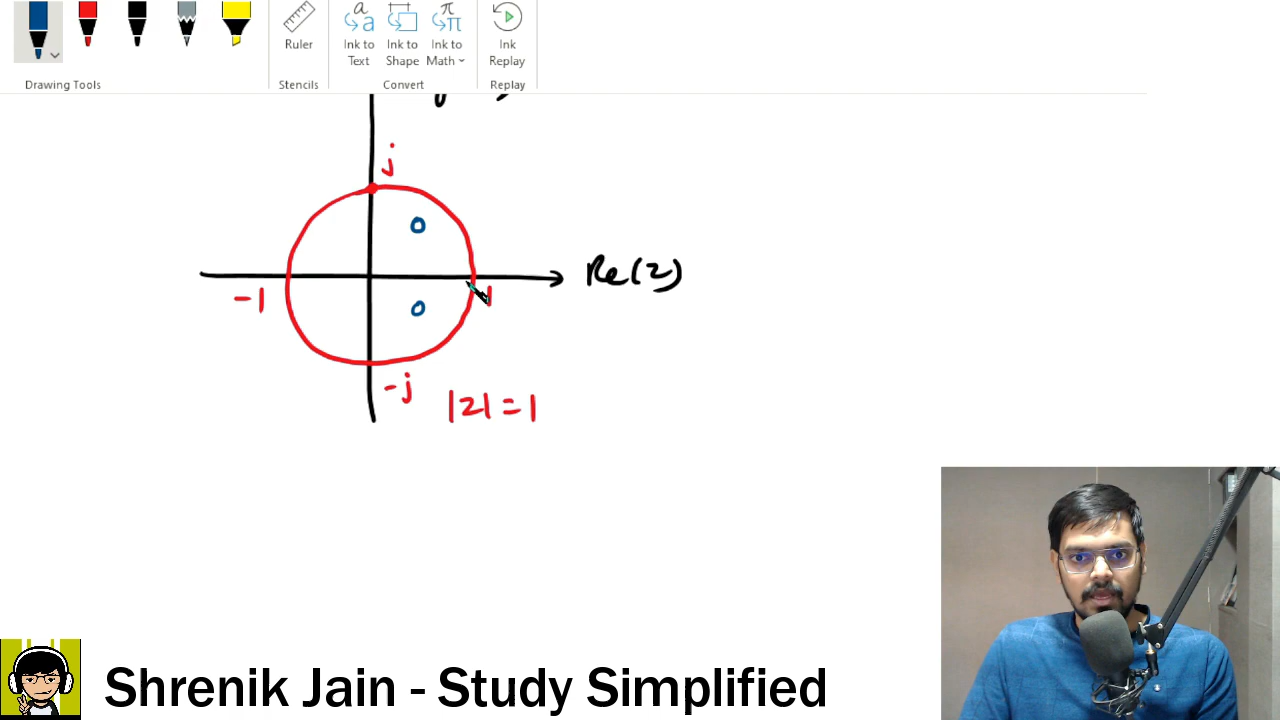 Ruler
Ink to Text
Ink to Shape
Ink to Math
Ink Replay
Drawing Tools
Stencils
Convert
Replay
j
Re(z)
-1
1
-j
|z| = 1
Shrenik Jain - Study Simplified